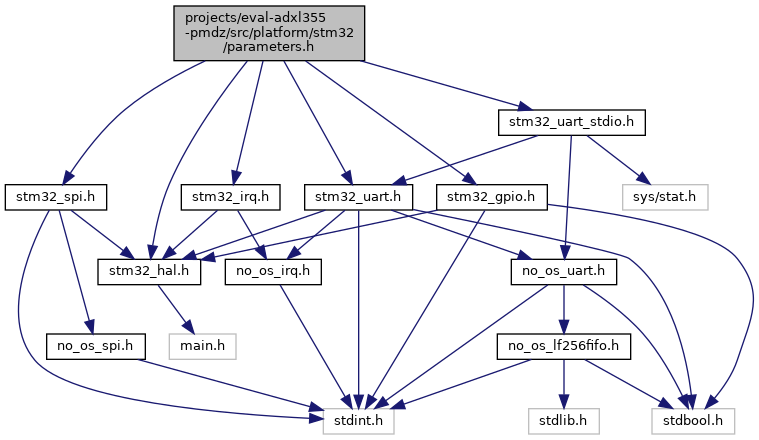 projects/eval-adxl355
-pmdz/src/platform/stm32
/parameters.h
stm32_uart_stdio.h
stm32_spi.h
stm32_irq.h
stm32_uart.h
stm32_gpio.h
sys/stat.h
stm32_hal.h
no_os_irq.h
no_os_uart.h
no_os_spi.h
main.h
no_os_lf256fifo.h
stdint.h
stdlib.h
stdbool.h